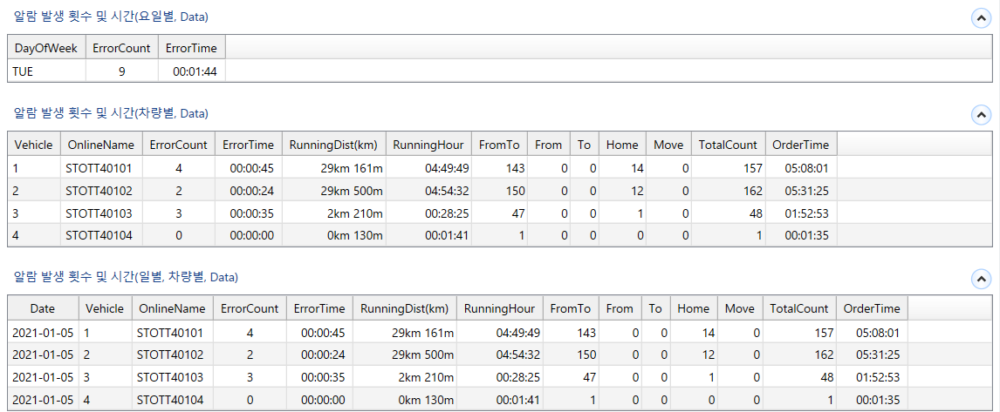 알람 발생 횟수 및 시간(요일별, Data)
DayOfWeek ErrorCount ErrorTime
TUE 9 00:01:44
알람 발생 횟수 및 시간(차량별, Data)
Vehicle OnlineName ErrorCount ErrorTime RunningDist(km) RunningHour FromTo From To Home Move TotalCount OrderTime
1 STOTT40101 4 00:00:45 29km 161m 04:49:49 143 0 0 14 0 157 05:08:01
2 STOTT40102 2 00:00:24 29km 500m 04:54:32 150 0 0 12 0 162 05:31:25
3 STOTT40103 3 00:00:35 2km 210m 00:28:25 47 0 0 1 0 48 01:52:53
4 STOTT40104 0 00:00:00 0km 130m 00:01:41 1 0 0 0 0 1 00:01:35
알람 발생 횟수 및 시간(일별, 차량별, Data)
Date Vehicle OnlineName ErrorCount ErrorTime RunningDist(km) RunningHour FromTo From To Home Move TotalCount OrderTime
2021-01-05 1 STOTT40101 4 00:00:45 29km 161m 04:49:49 143 0 0 14 0 157 05:08:01
2021-01-05 2 STOTT40102 2 00:00:24 29km 500m 04:54:32 150 0 0 12 0 162 05:31:25
2021-01-05 3 STOTT40103 3 00:00:35 2km 210m 00:28:25 47 0 0 1 0 48 01:52:53
2021-01-05 4 STOTT40104 0 00:00:00 0km 130m 00:01:41 1 0 0 0 0 1 00:01:35